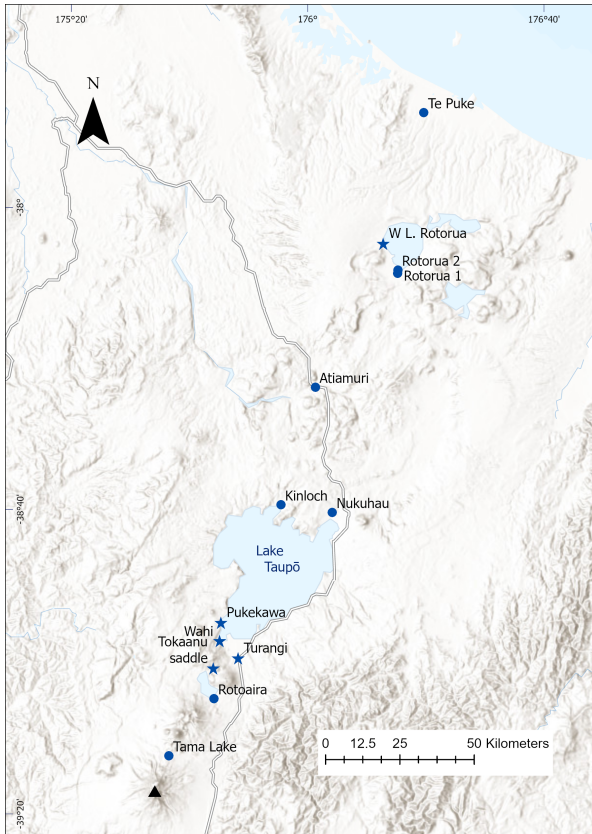 175°20'
176°
176°40'
N
Te Puke
-38°
W L. Rotorua
Rotorua 2
Rotorua 1
Atiamuri
-38°40'
Kinloch
Nukuhau
Lake
Taupō
Pukekawa
Wahi
Tokaanu
saddle
Turangi
Rotoaira
0 12.5 25 50 Kilometers
Tama Lake
-39°20'